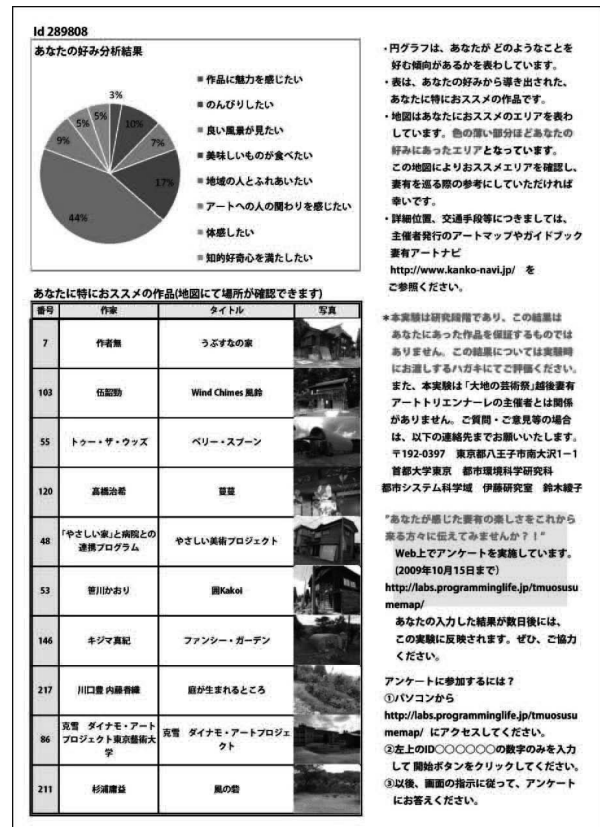 Id 289808
あなたの好み分析結果
3%
10%
7%
17%
44%
9%
5%
5%
■ 作品に魅力を感じたい
■ のんびりしたい
■ 良い風景が見たい
■ 美味しいものが食べたい
■ 地域の人とふれあいたい
■ アートへの人の関わりを感じたい
■ 体感したい
■ 知的好奇心を満たしたい
あなたに特におススメの作品(地図にて場所が確認できます)
番号 作家 タイトル 写真
7 作者無 うぶすなの家
103 伍韶勁 Wind Chimes 風鈴
55 トゥー・ザ・ウッズ ベリー・スプーン
120 高橋治希 蔓蔓
48 「やさしい家」と病院との連携プログラム やさしい美術プロジェクト
53 笹川かおり 囲Kakoi
146 キジマ真紀 ファンシー・ガーデン
217 川口豊 内藤香織 庭が生まれるところ
86 克雪 ダイナモ・アートプロジェクト東京藝術大学 克雪 ダイナモ・アートプロジェクト
211 杉浦康益 風の砦
・円グラフは、あなたが どのようなことを
好む傾向があるかを表わしています。
・表は、あなたの好みから導き出された、
あなたに特におススメの作品です。
・地図はあなたにおススメのエリアを表わ
しています。色の薄い部分ほどあなたの
好みにあったエリアとなっています。
この地図によりおススメエリアを確認し、
妻有を巡る際の参考にしていただければ
幸いです。
・詳細位置、交通手段等につきましては、
主催者発行のアートマップやガイドブック
妻有アートナビ
http://www.kanko-navi.jp/ を
ご参照ください。
＊本実験は研究段階であり、この結果は
あなたにあった作品を保証するものでは
ありません。この結果については実験時
にお渡しするハガキにてご評価ください。
また、本実験は「大地の芸術祭」越後妻有
アートトリエンナーレの主催者とは関係
がありません。ご質問・ご意見等の場合
は、以下の連絡先までお願いいたします。
〒192-0397 東京都八王子市南大沢1-1
首都大学東京 都市環境科学研究科
都市システム科学域 伊藤研究室 鈴木綾子
"あなたが感じた妻有の楽しさをこれから
来る方々に伝えてみませんか？！"
Web上でアンケートを実施しています。
(2009年10月15日まで)
http://labs.programminglife.jp/tmuosusu
memap/
あなたの入力した結果が数日後には、
この実験に反映されます。ぜひ、ご協力
ください。
アンケートに参加するには？
①パソコンから
http://labs.programminglife.jp/tmuosusu
memap/ にアクセスしてください。
②左上のID○○○○○○の数字のみを入力
して 開始ボタンをクリックしてください。
③以後、画面の指示に従って、アンケート
にお答えください。